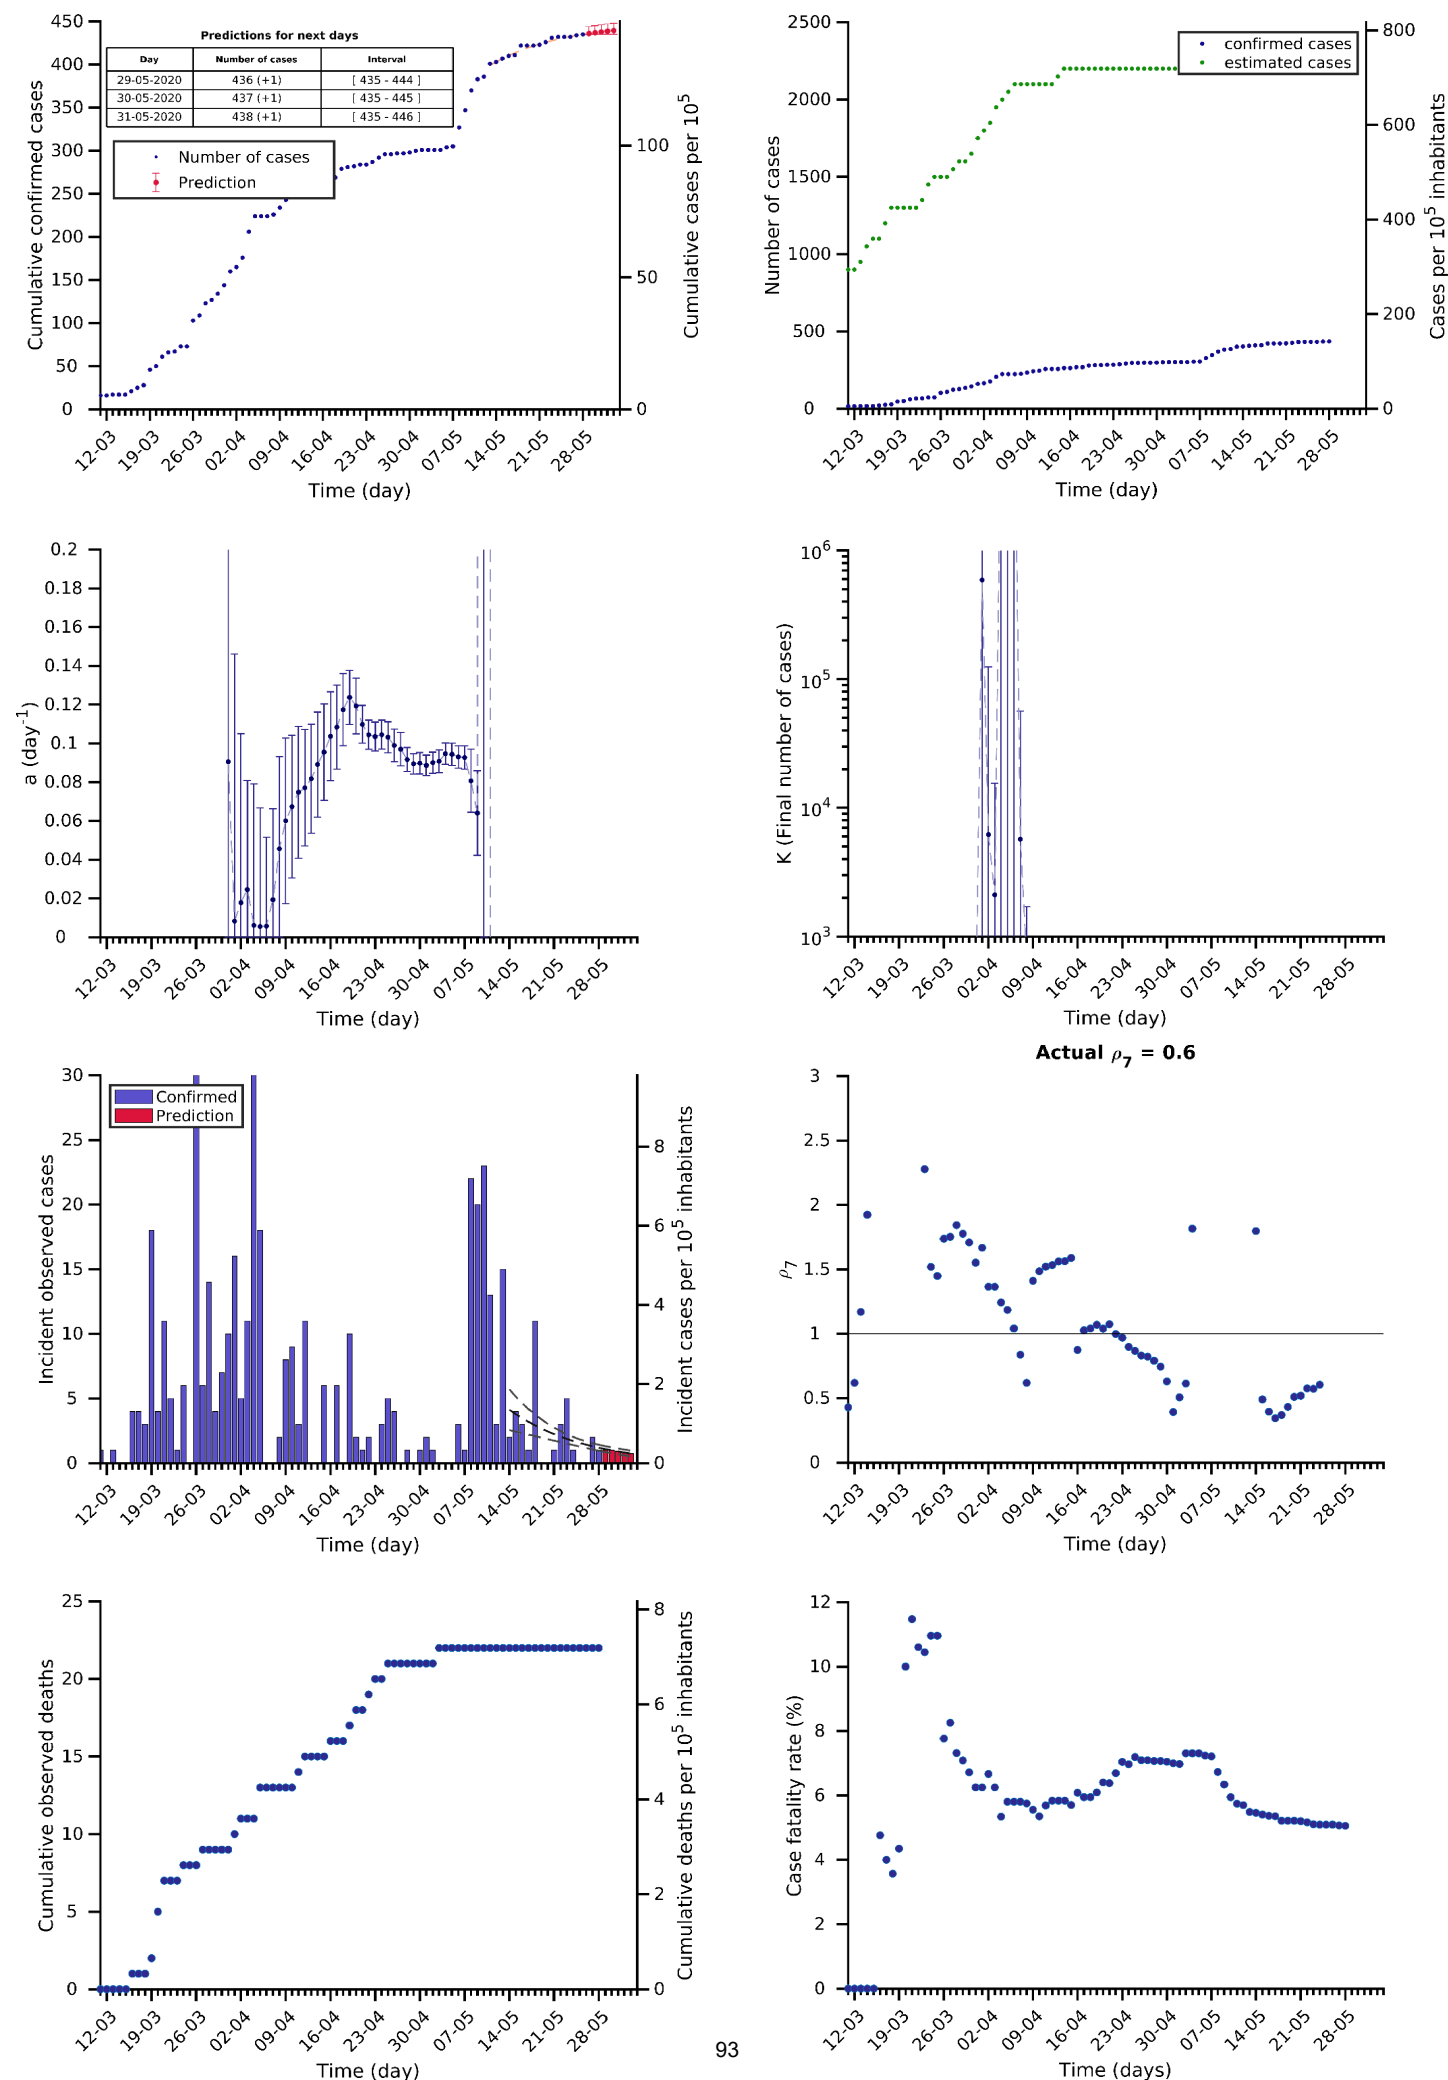 Predictions for next days
Day Number of cases Interval
29-05-2020 436 (+1) [ 435 - 444 ]
30-05-2020 437 (+1) [ 435 - 445 ]
31-05-2020 438 (+1) [ 435 - 446 ]
Number of cases
Prediction
Cumulative confirmed cases
450
400
350
300
250
200
150
100
50
0
Cumulative cases per 10^5
100
50
0
12-03 19-03 26-03 02-04 09-04 16-04 23-04 30-04 07-05 14-05 21-05 28-05
Time (day)
confirmed cases
estimated cases
Number of cases
2500
2000
1500
1000
500
0
Cases per 10^5 inhabitants
800
600
400
200
0
12-03 19-03 26-03 02-04 09-04 16-04 23-04 30-04 07-05 14-05 21-05 28-05
Time (day)
a (day^-1)
0.2
0.18
0.16
0.14
0.12
0.1
0.08
0.06
0.04
0.02
0
12-03 19-03 26-03 02-04 09-04 16-04 23-04 30-04 07-05 14-05 21-05 28-05
Time (day)
K (Final number of cases)
10^6
10^5
10^4
10^3
12-03 19-03 26-03 02-04 09-04 16-04 23-04 30-04 07-05 14-05 21-05 28-05
Time (day)
Confirmed
Prediction
Incident observed cases
30
25
20
15
10
5
0
Incident cases per 10^5 inhabitants
8
6
4
2
0
12-03 19-03 26-03 02-04 09-04 16-04 23-04 30-04 07-05 14-05 21-05 28-05
Time (day)
Actual ρ7 = 0.6
ρ7
3
2.5
2
1.5
1
0.5
0
12-03 19-03 26-03 02-04 09-04 16-04 23-04 30-04 07-05 14-05 21-05 28-05
Time (day)
Cumulative observed deaths
25
20
15
10
5
0
Cumulative deaths per 10^5 inhabitants
8
6
4
2
0
12-03 19-03 26-03 02-04 09-04 16-04 23-04 30-04 07-05 14-05 21-05 28-05
Time (day)
Case fatality rate (%)
12
10
8
6
4
2
0
12-03 19-03 26-03 02-04 09-04 16-04 23-04 30-04 07-05 14-05 21-05 28-05
Time (days)
93